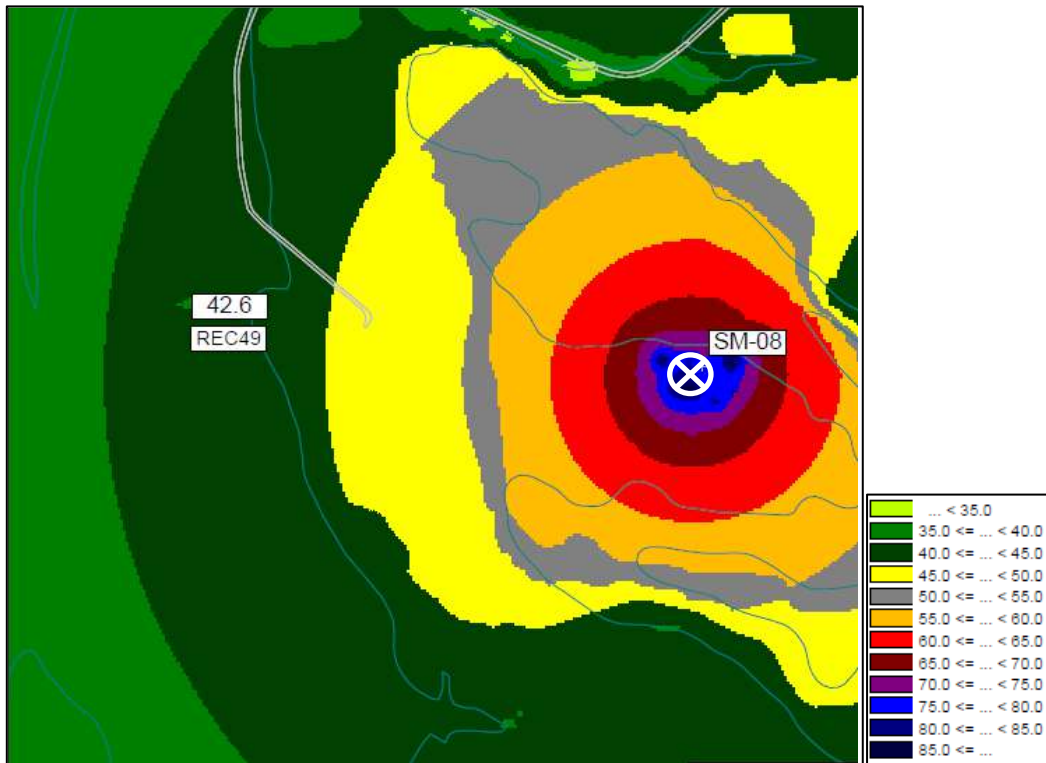 42.6
REC49
SM-08
... < 35.0
35.0 <= ... < 40.0
40.0 <= ... < 45.0
45.0 <= ... < 50.0
50.0 <= ... < 55.0
55.0 <= ... < 60.0
60.0 <= ... < 65.0
65.0 <= ... < 70.0
70.0 <= ... < 75.0
75.0 <= ... < 80.0
80.0 <= ... < 85.0
85.0 <= ...